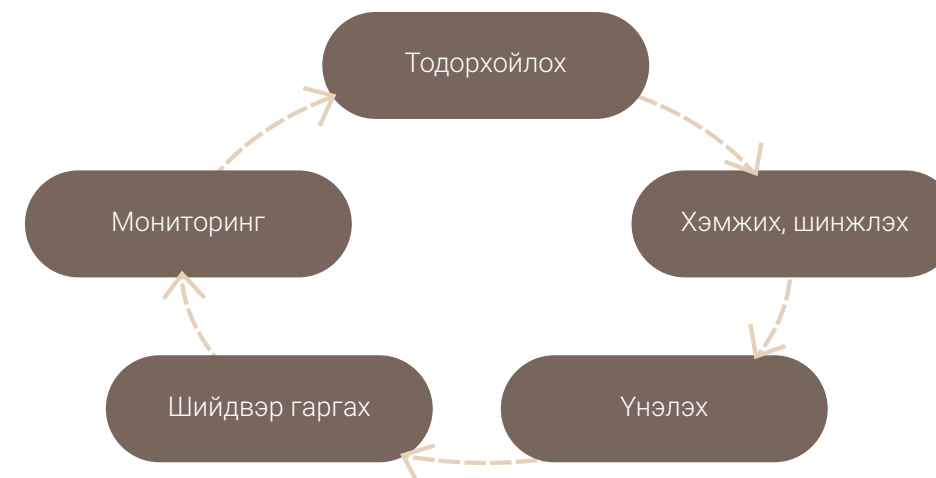 Тодорхойлох
Мониторинг
Хэмжих, шинжлэх
Шийдвэр гаргах
Үнэлэх